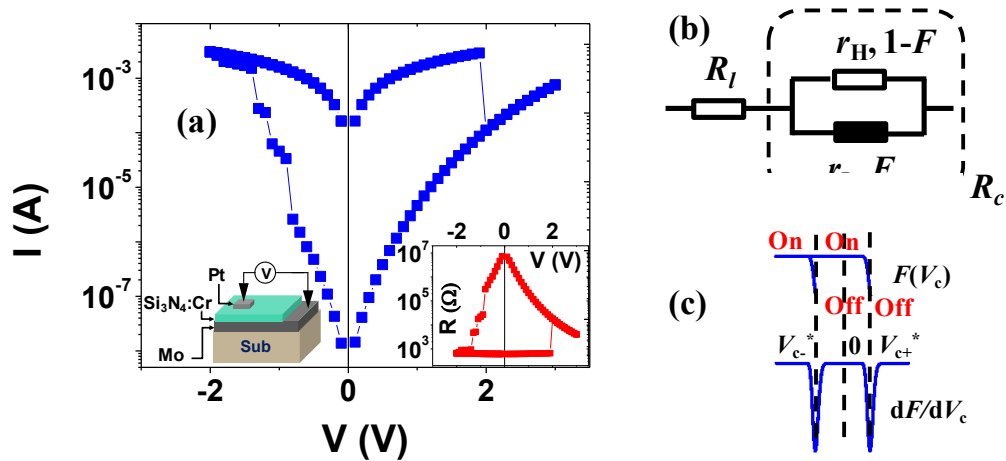 (a)
I (A)
10⁻³
10⁻⁵
10⁻⁷
-2
0
2
V (V)
Pt
V
Si₃N₄:Cr
Mo
Sub
-2
0
2
V (V)
R (Ω)
10⁷
10⁵
10³
(b)
R_l
r_H, 1-F
F
R_c
(c)
On
On
F(V_c)
Off
Off
V_c-*
0
V_c+*
dF/dV_c